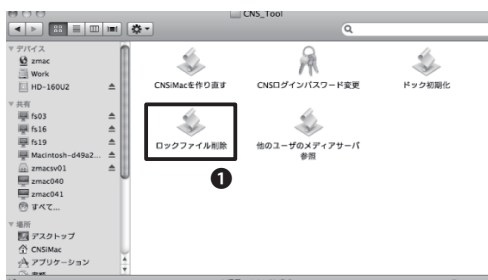 CNS_Tool
デバイス
zmac
Work
HD-160U2
共有
fs03
fs16
fs19
Macintosh-d49a2...
zmacsv01
zmac040
zmac041
すべて...
場所
デスクトップ
CNSiMac
アプリケーション
書類
CNSiMacを作り直す
CNSログインパスワード変更
ドック初期化
ロックファイル削除
他のユーザのメディアサーバ
参照
1